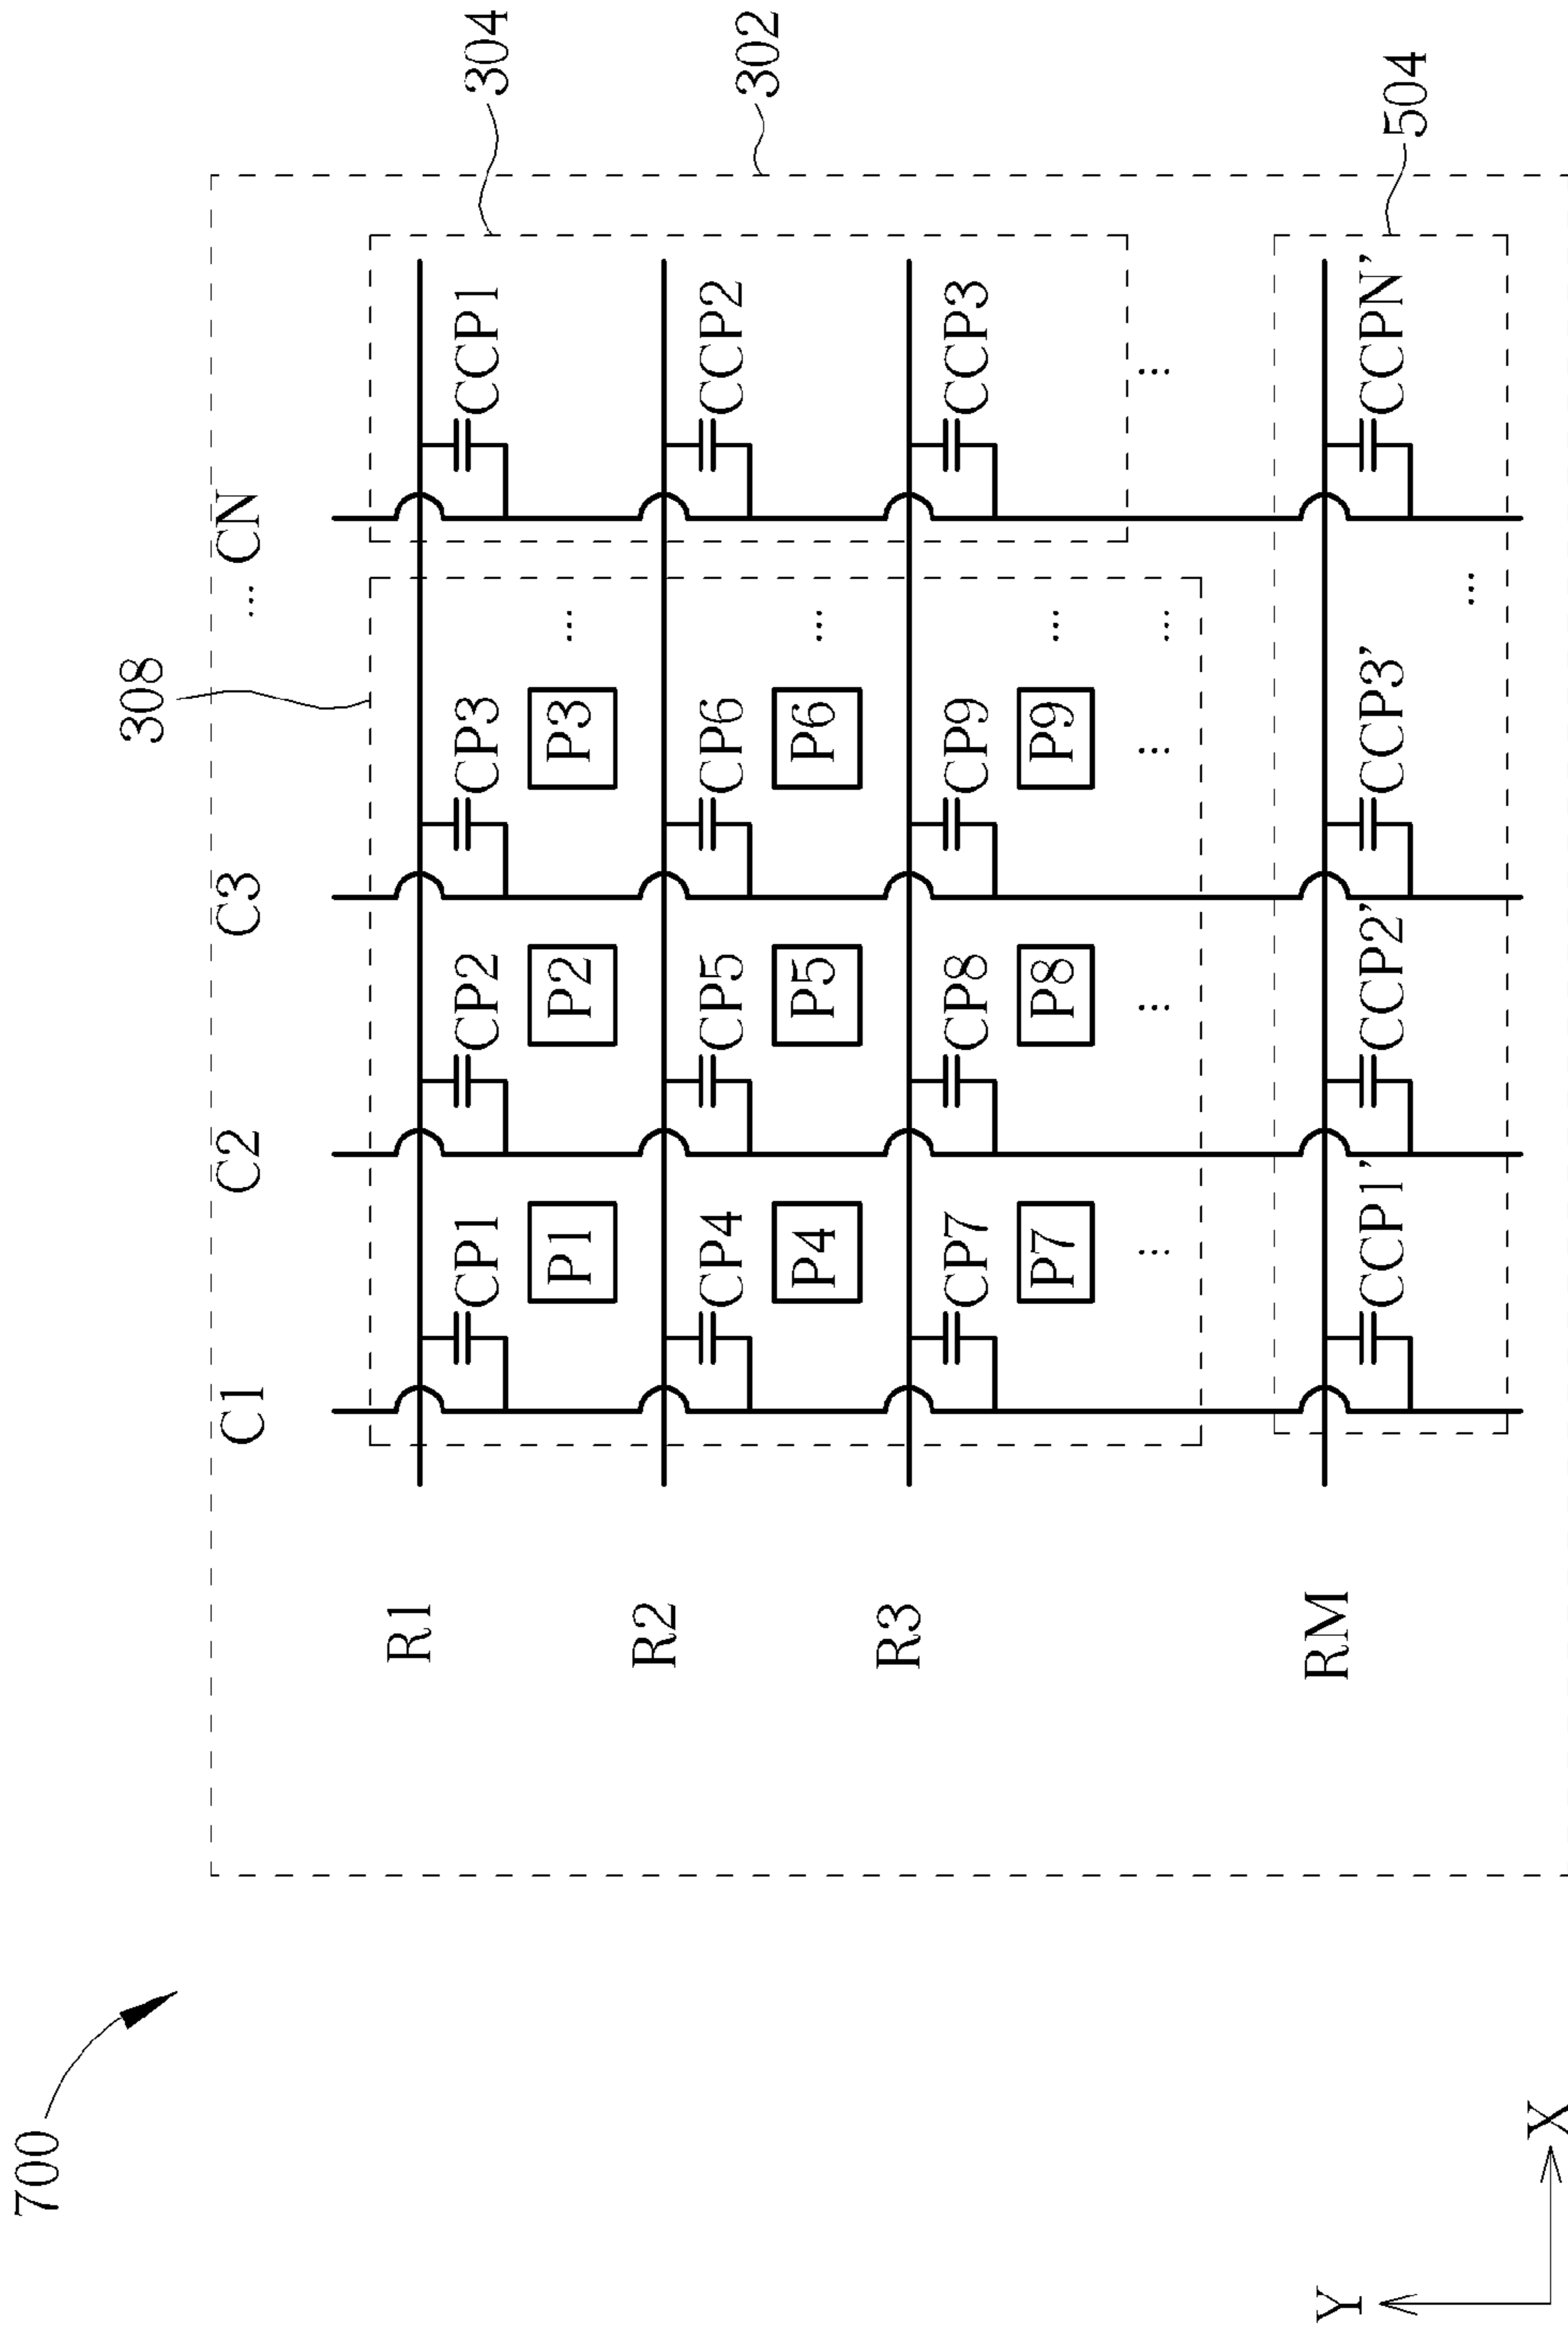 700
308
304
302
504
C1 C2 C3 ... CN
R1
CP1 CP2 CP3 CCP1
P1 P2 P3 ...
R2
CP4 CP5 CP6 CCP2
P4 P5 P6 ...
R3
CP7 CP8 CP9 CCP3
P7 P8 P9 ...
... ... ... ... ...
RM
CCP1' CCP2' CCP3' CCPN'
...
Y
X